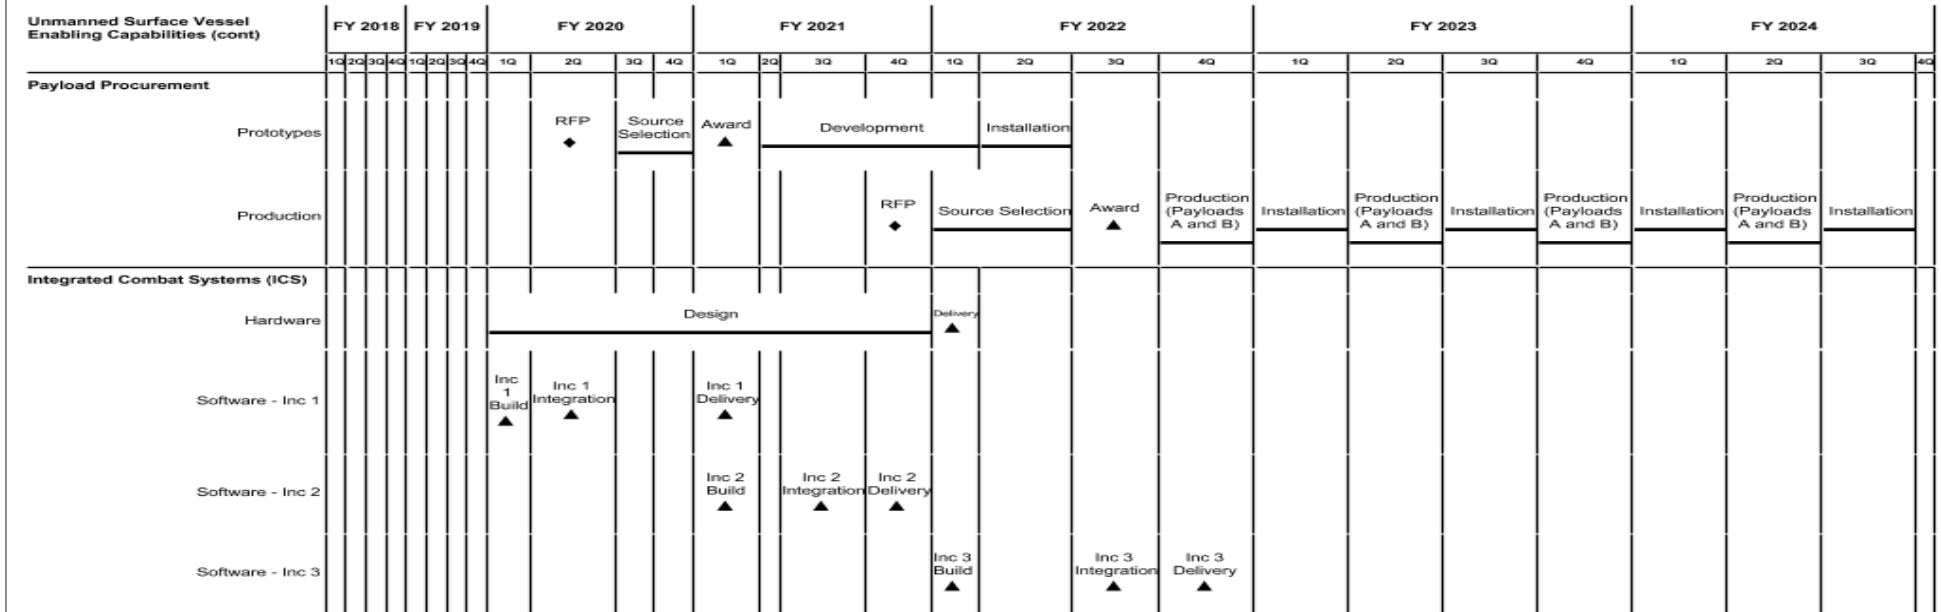 Unmanned Surface Vessel
Enabling Capabilities (cont)
FY 2018 FY 2019 FY 2020 FY 2021 FY 2022 FY 2023 FY 2024
1Q 2Q 3Q 4Q 1Q 2Q 3Q 4Q 1Q 2Q 3Q 4Q 1Q 2Q 3Q 4Q 1Q 2Q 3Q 4Q 1Q 2Q 3Q 4Q 1Q 2Q 3Q 4Q
Payload Procurement
Prototypes
RFP
Source
Selection
Award
Development
Installation
Production
RFP
Source Selection
Award
Production
(Payloads
A and B)
Installation
Production
(Payloads
A and B)
Installation
Production
(Payloads
A and B)
Installation
Production
(Payloads
A and B)
Installation
Integrated Combat Systems (ICS)
Hardware
Design
Delivery
Software - Inc 1
Inc
1
Build
Inc 1
Integration
Inc 1
Delivery
Software - Inc 2
Inc 2
Build
Inc 2
Integration
Inc 2
Delivery
Software - Inc 3
Inc 3
Build
Inc 3
Integration
Inc 3
Delivery